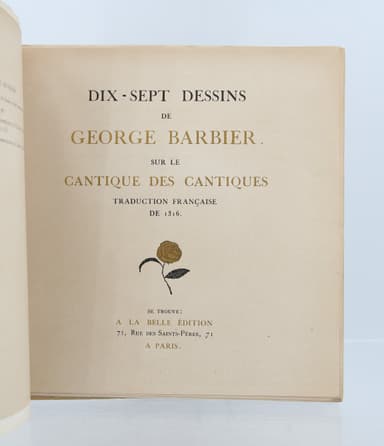 DIX-SEPT DESSINS
DE
GEORGE BARBIER.
SUR LE
CANTIQUE DES CANTIQUES
TRADUCTION FRANÇAISE
DE 1316.
SE TROUVE:
A LA BELLE ÉDITION
71, RUE DES SAINTS-PÈRES, 71
A PARIS.